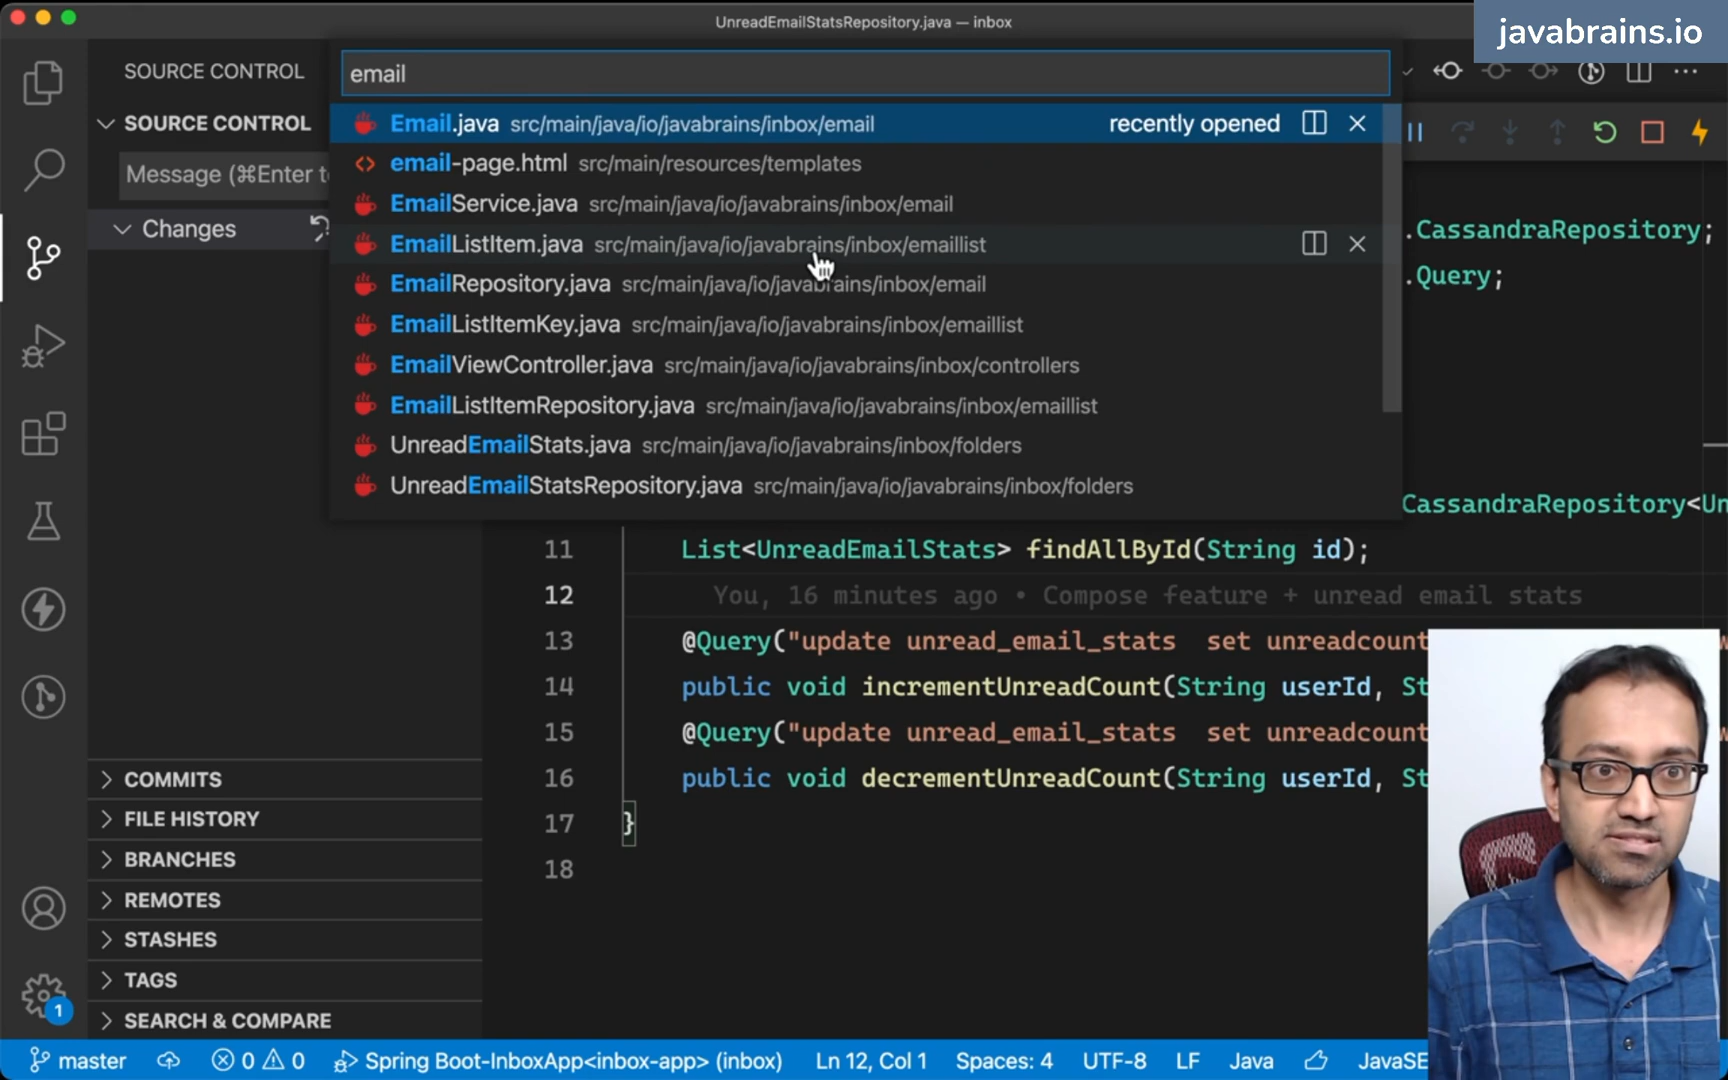 UnreadEmailStatsRepository.java — inbox
javabrains.io
SOURCE CONTROL
email
SOURCE CONTROL
Email.java src/main/java/io/javabrains/inbox/email recently opened
Message (⌘Enter t
email-page.html src/main/resources/templates
EmailService.java src/main/java/io/javabrains/inbox/email
Changes
.CassandraRepository;
EmailListItem.java src/main/java/io/javabrains/inbox/emaillist
.Query;
EmailRepository.java src/main/java/io/javabrains/inbox/email
EmailListItemKey.java src/main/java/io/javabrains/inbox/emaillist
EmailViewController.java src/main/java/io/javabrains/inbox/controllers
EmailListItemRepository.java src/main/java/io/javabrains/inbox/emaillist
UnreadEmailStats.java src/main/java/io/javabrains/inbox/folders
UnreadEmailStatsRepository.java src/main/java/io/javabrains/inbox/folders
CassandraRepository<Un
11 List<UnreadEmailStats> findAllById(String id);
12 You, 16 minutes ago • Compose feature + unread email stats
13 @Query("update unread_email_stats  set unreadcount
14 public void incrementUnreadCount(String userId, St
15 @Query("update unread_email_stats  set unreadcount
16 public void decrementUnreadCount(String userId, St
17 }
18
COMMITS
FILE HISTORY
BRANCHES
REMOTES
STASHES
TAGS
SEARCH & COMPARE
1
master 0 0 Spring Boot-InboxApp<inbox-app> (inbox) Ln 12, Col 1 Spaces: 4 UTF-8 LF Java JavaSE